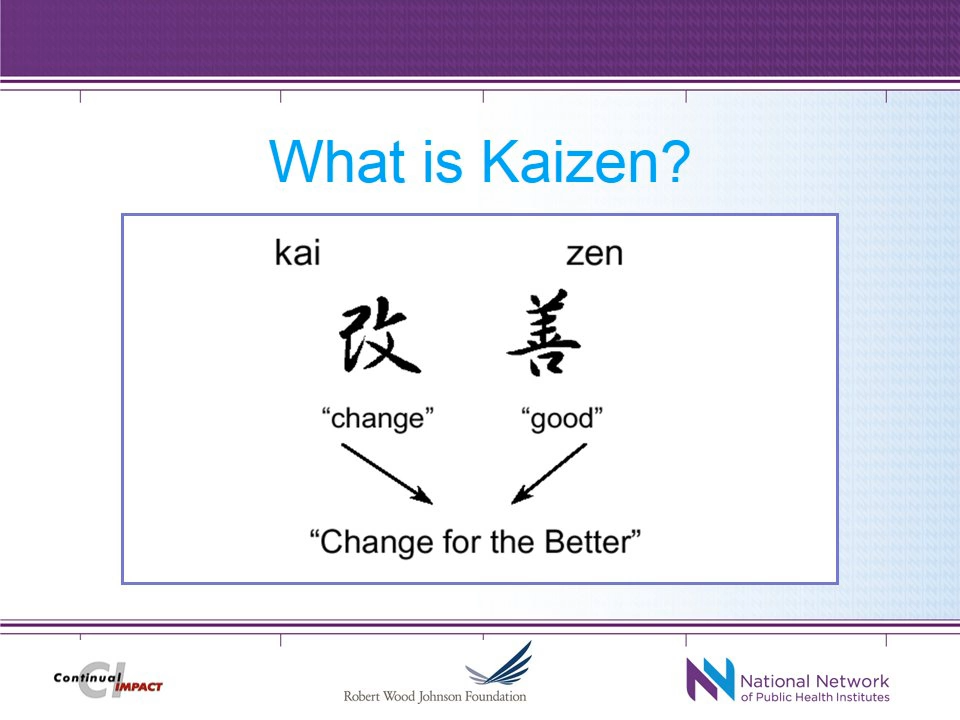 What is Kaizen?
kai zen
改 善
“change” “good”
“Change for the Better”
CI
Continual IMPACT
Robert Wood Johnson Foundation
National Network
of Public Health Institutes